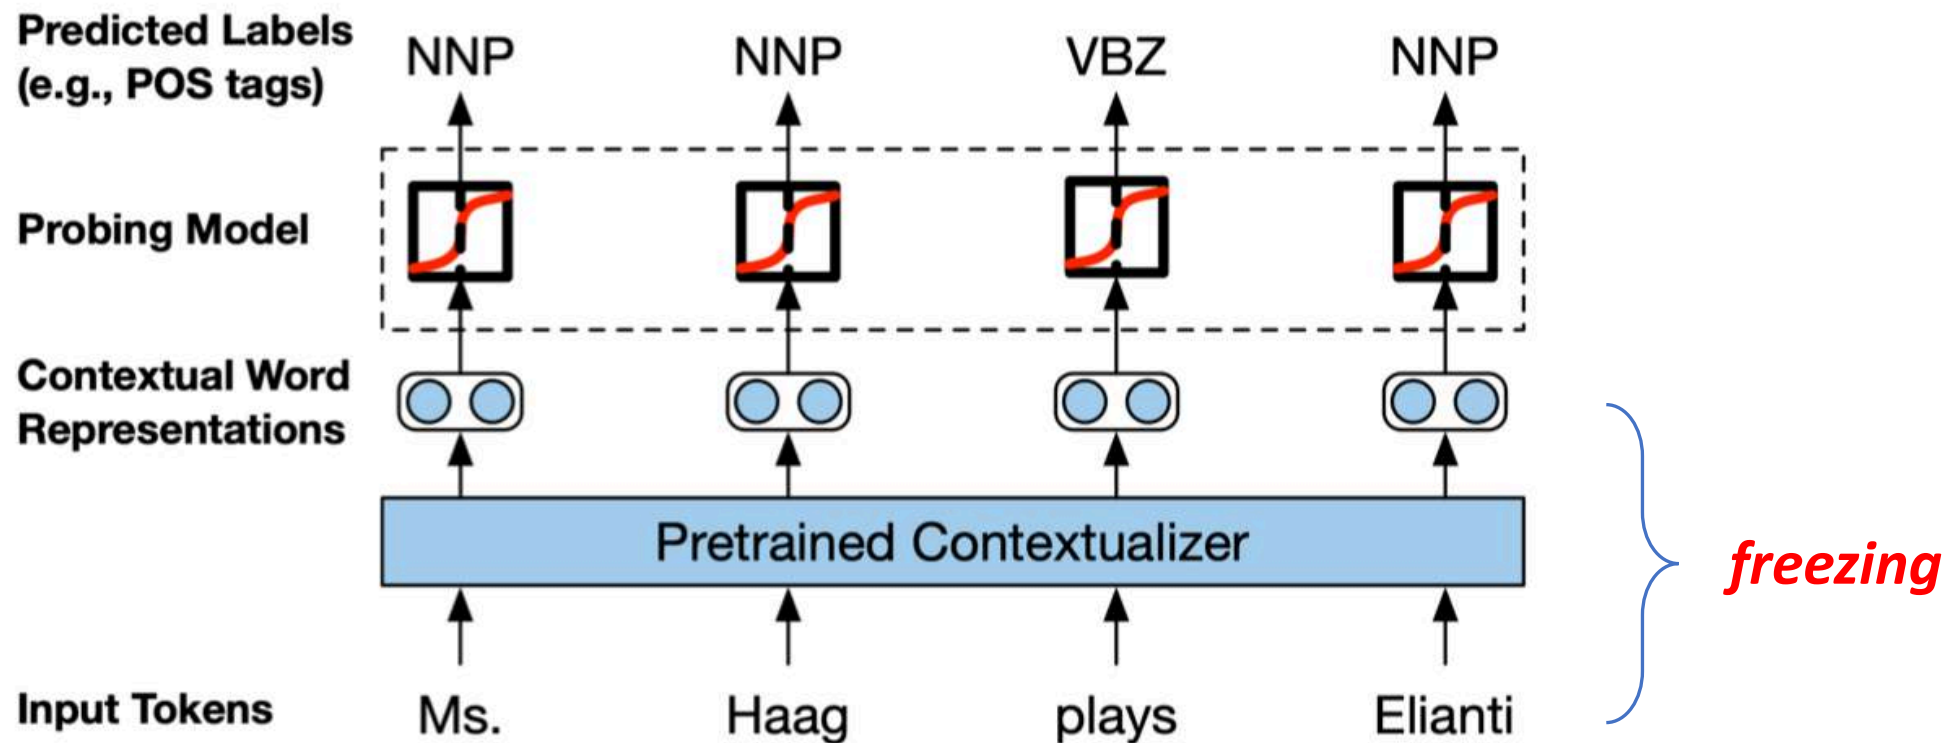 Predicted Labels
(e.g., POS tags)
NNP NNP VBZ NNP
Probing Model
Contextual Word
Representations
Pretrained Contextualizer
freezing
Input Tokens
Ms. Haag plays Elianti